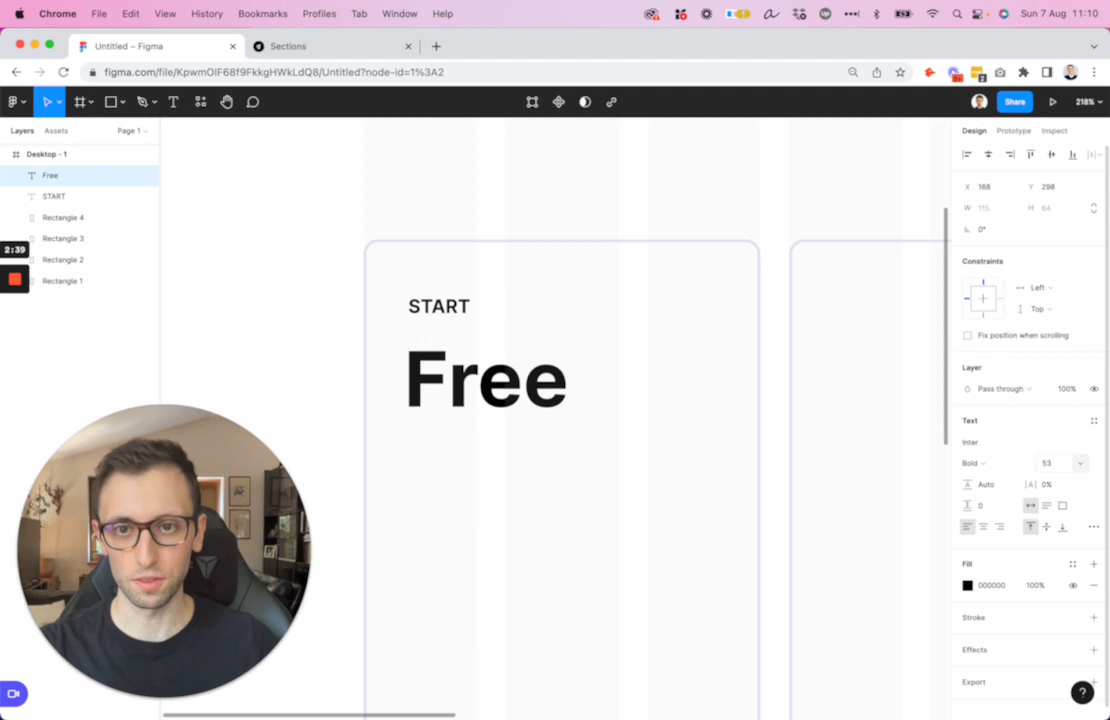 Chrome File Edit View History Bookmarks Profiles Tab Window Help Sun 7 Aug 11:10
Untitled – Figma Sections
figma.com/file/KpwmOIF68f9FkkgHWkLdQ8/Untitled?node-id=1%3A2
Share 218%
Layers Assets Page 1
Desktop - 1
Free
START
Rectangle 4
Rectangle 3
Rectangle 2
Rectangle 1
2:39
START
Free
Design Prototype Inspect
X 168 Y 298
W 115 H 64
0°
Constraints
Left
Top
Fix position when scrolling
Layer
Pass through 100%
Text
Inter
Bold 53
Auto 0%
0
Fill
000000 100%
Stroke
Effects
Export
?